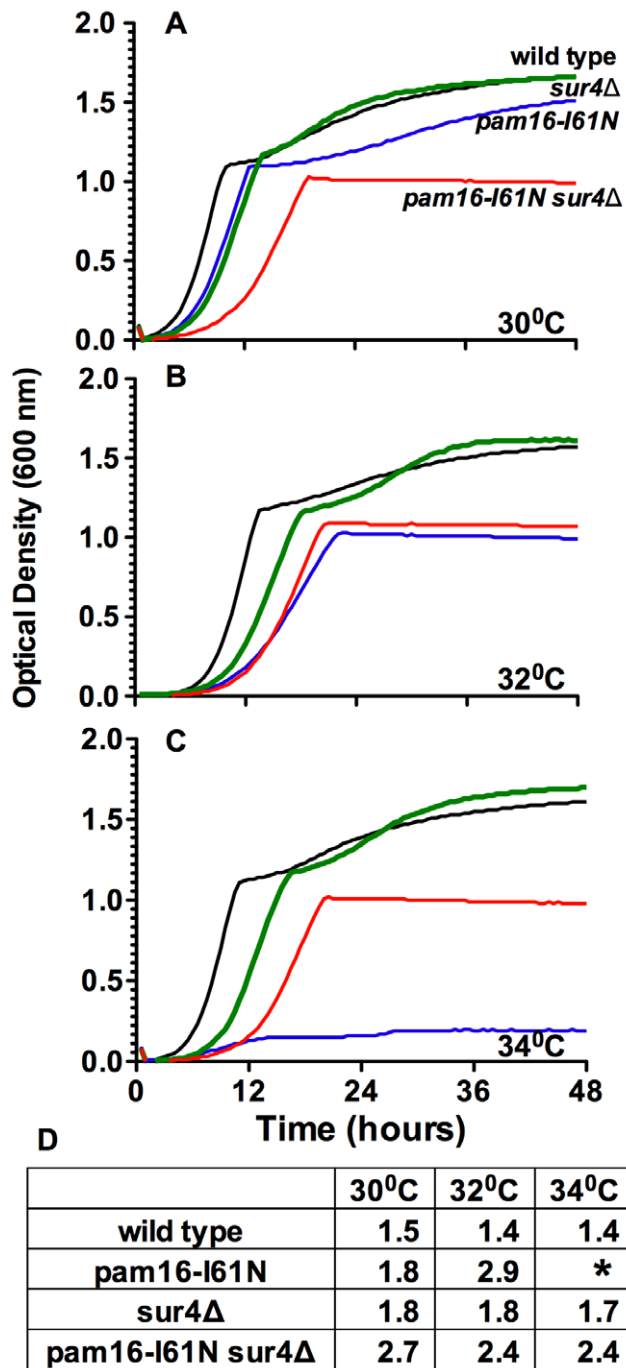 A
2.0
1.5
1.0
0.5
0.0
wild type
sur4Δ
pam16-I61N
pam16-I61N sur4Δ
30⁰C
B
2.0
1.5
1.0
0.5
0.0
32⁰C
Optical Density (600 nm)
C
2.0
1.5
1.0
0.5
0.0
34⁰C
0 12 24 36 48
Time (hours)
D
30⁰C 32⁰C 34⁰C
wild type 1.5 1.4 1.4
pam16-I61N 1.8 2.9 *
sur4Δ 1.8 1.8 1.7
pam16-I61N sur4Δ 2.7 2.4 2.4